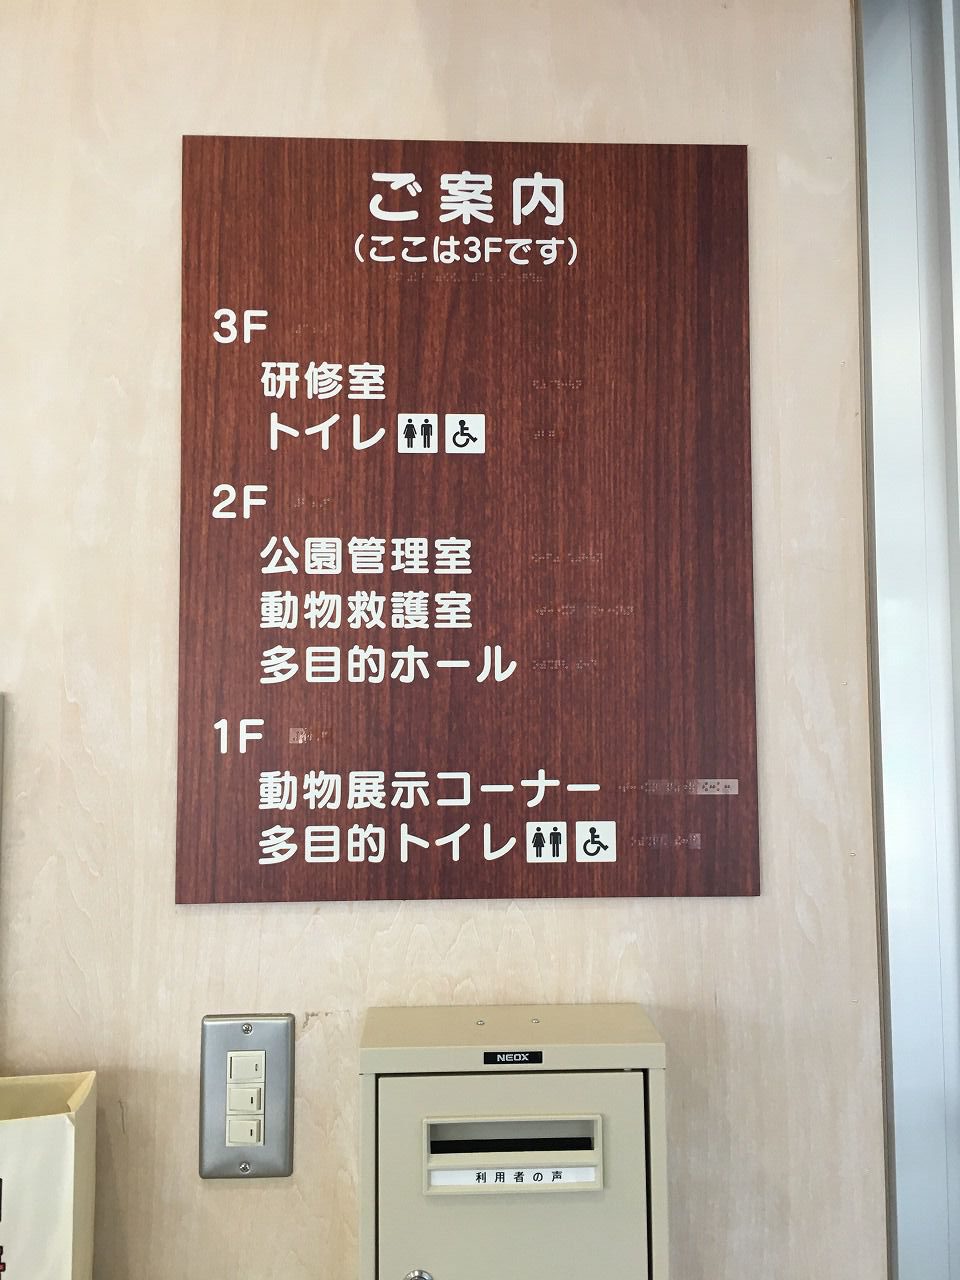 ご案内
(ここは3Fです)
3F
研修室
トイレ
2F
公園管理室
動物救護室
多目的ホール
1F
動物展示コーナー
多目的トイレ
NEOX
利用者の声